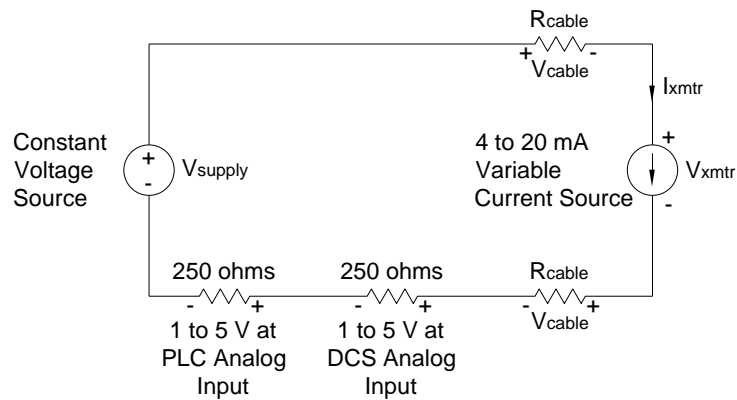 Rcable
+ -
Vcable
Ixmtr
Constant
Voltage
Source
+
-
Vsupply
4 to 20 mA
Variable
Current Source
+
Vxmtr
-
250 ohms
250 ohms
Rcable
- +
- +
- +
Vcable
1 to 5 V at
PLC Analog
Input
1 to 5 V at
DCS Analog
Input